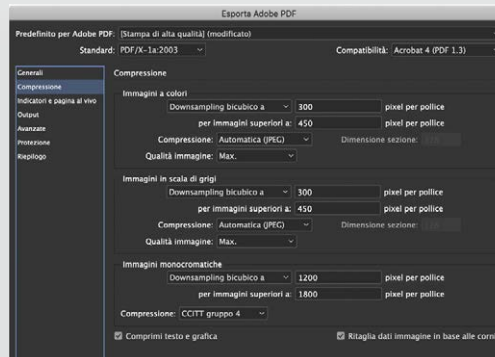 Esporta Adobe PDF
Predefinito per Adobe PDF: [Stampa di alta qualità] (modificato)
Standard: PDF/X-1a:2003 Compatibilità: Acrobat 4 (PDF 1.3)
Generali
Compressione
Indicatori e pagina al vivo
Output
Avanzate
Protezione
Riepilogo
Compressione
Immagini a colori
Downsampling bicubico a 300 pixel per pollice
per immagini superiori a: 450 pixel per pollice
Compressione: Automatica (JPEG) Dimensione sezione:
Qualità immagine: Max.
Immagini in scala di grigi
Downsampling bicubico a 300 pixel per pollice
per immagini superiori a: 450 pixel per pollice
Compressione: Automatica (JPEG) Dimensione sezione:
Qualità immagine: Max.
Immagini monocromatiche
Downsampling bicubico a 1200 pixel per pollice
per immagini superiori a: 1800 pixel per pollice
Compressione: CCITT gruppo 4
Comprimi testo e grafica Ritaglia dati immagine in base alle corni